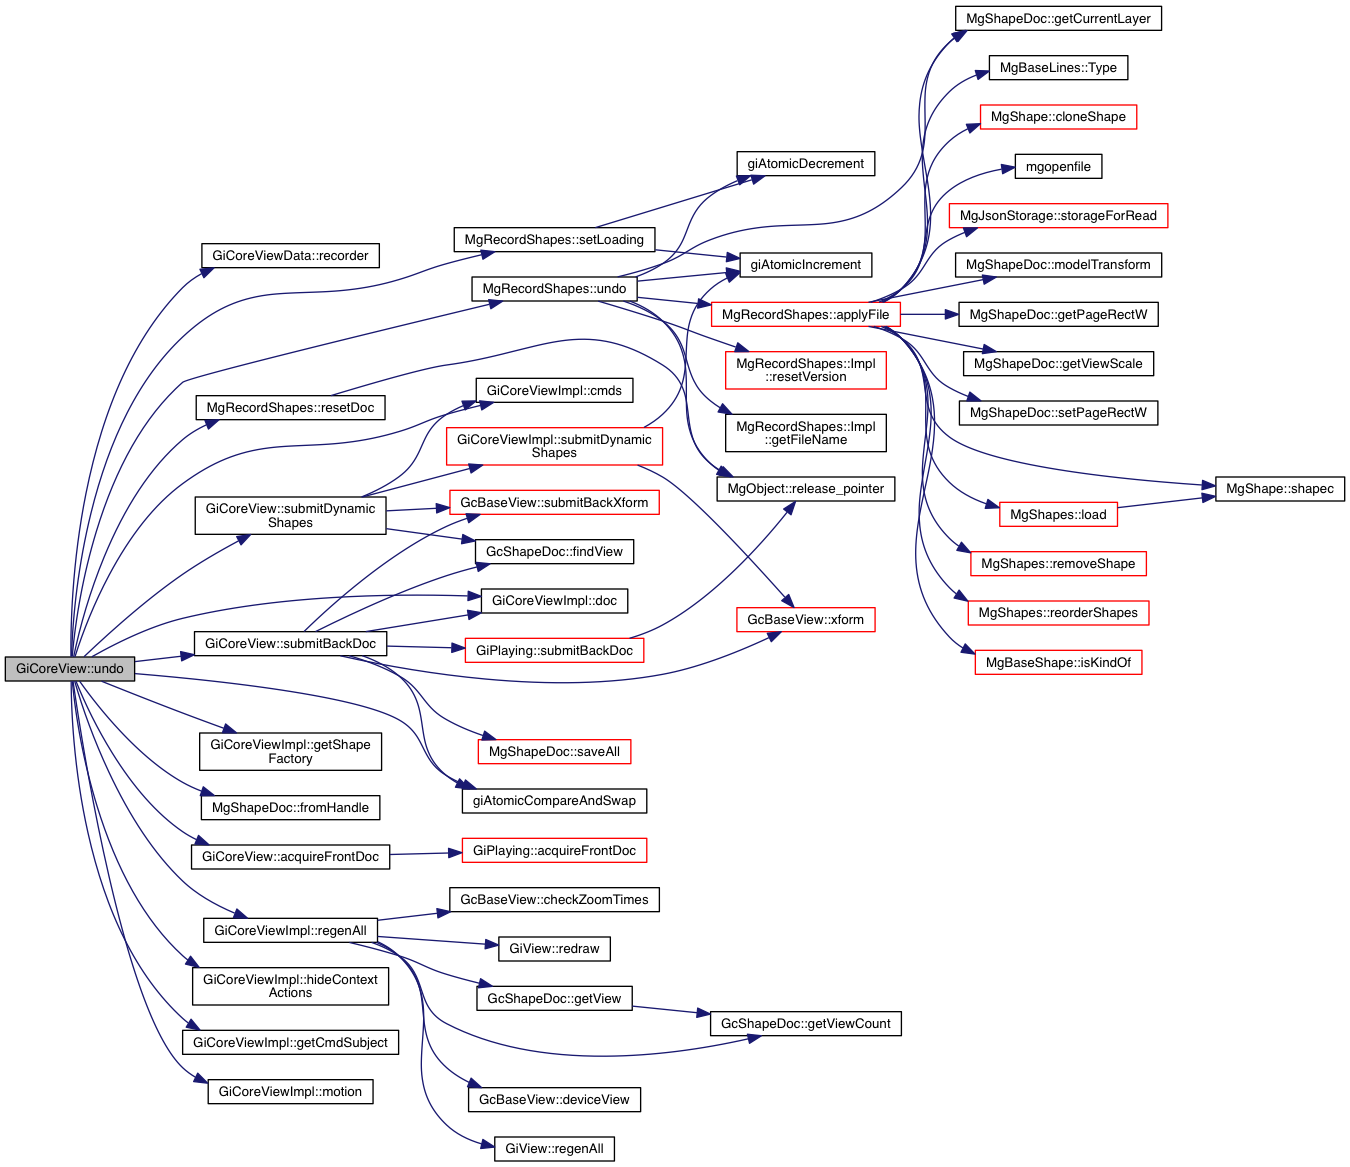 MgShapeDoc::getCurrentLayer
MgBaseLines::Type
MgShape::cloneShape
giAtomicDecrement
mgopenfile
MgJsonStorage::storageForRead
MgRecordShapes::setLoading
GiCoreViewData::recorder
giAtomicIncrement
MgShapeDoc::modelTransform
MgRecordShapes::undo
MgRecordShapes::applyFile
MgShapeDoc::getPageRectW
MgRecordShapes::Impl
::resetVersion
MgShapeDoc::getViewScale
GiCoreViewImpl::cmds
MgRecordShapes::resetDoc
MgShapeDoc::setPageRectW
MgRecordShapes::Impl
::getFileName
GiCoreViewImpl::submitDynamic
Shapes
MgObject::release_pointer
MgShape::shapec
GcBaseView::submitBackXform
GiCoreView::submitDynamic
Shapes
MgShapes::load
GcShapeDoc::findView
MgShapes::removeShape
GiCoreViewImpl::doc
MgShapes::reorderShapes
GcBaseView::xform
GiCoreView::submitBackDoc
GiPlaying::submitBackDoc
MgBaseShape::isKindOf
GiCoreView::undo
GiCoreViewImpl::getShape
Factory
MgShapeDoc::saveAll
MgShapeDoc::fromHandle
giAtomicCompareAndSwap
GiCoreView::acquireFrontDoc
GiPlaying::acquireFrontDoc
GcBaseView::checkZoomTimes
GiCoreViewImpl::regenAll
GiView::redraw
GiCoreViewImpl::hideContext
Actions
GcShapeDoc::getView
GcShapeDoc::getViewCount
GiCoreViewImpl::getCmdSubject
GiCoreViewImpl::motion
GcBaseView::deviceView
GiView::regenAll